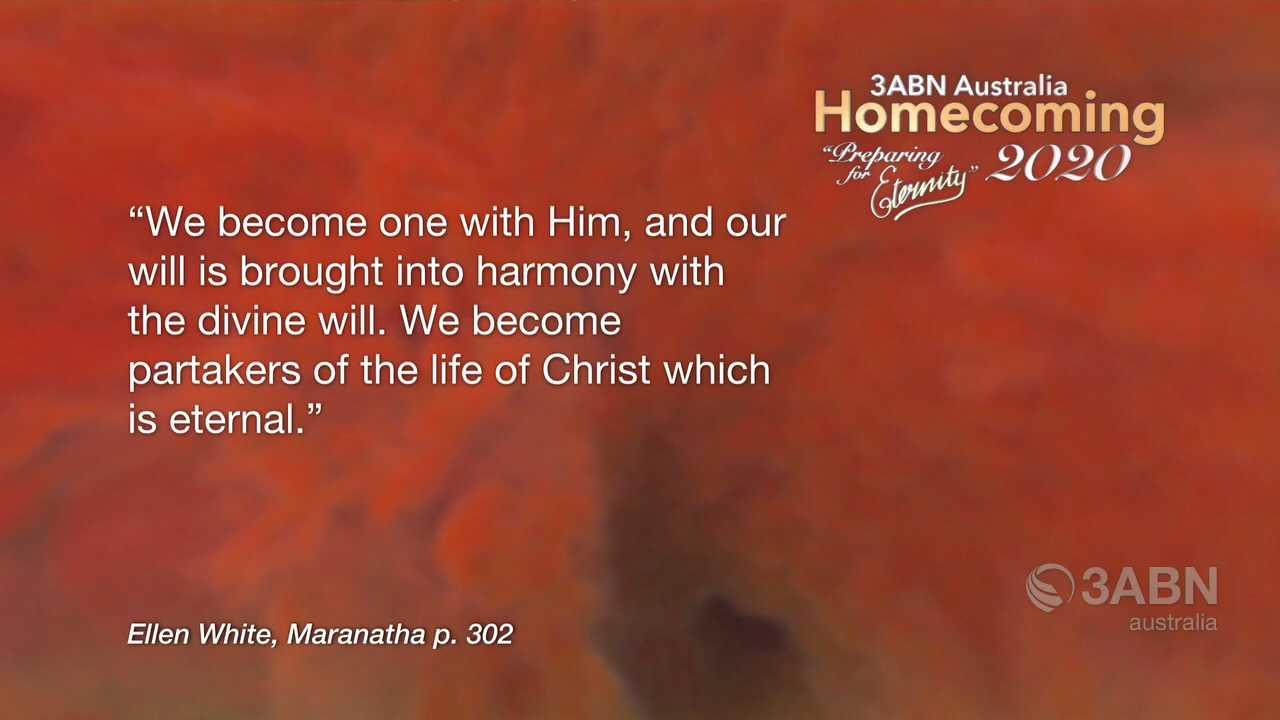 3ABN Australia
Homecoming
“Preparing
for
Eternity” 2020
“We become one with Him, and our
will is brought into harmony with
the divine will. We become
partakers of the life of Christ which
is eternal.”
Ellen White, Maranatha p. 302
3ABN
australia